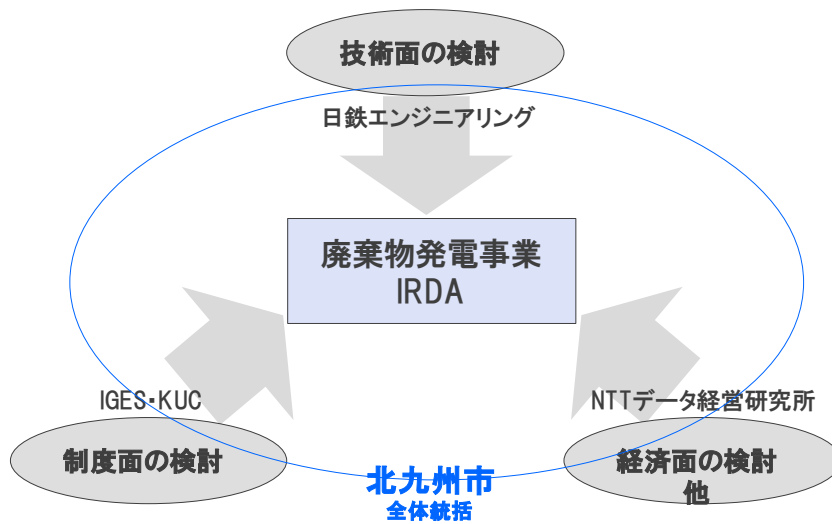 技術面の検討
日鉄エンジニアリング
廃棄物発電事業
IRDA
IGES・KUC
NTTデータ経営研究所
制度面の検討
経済面の検討
他
北九州市
全体統括